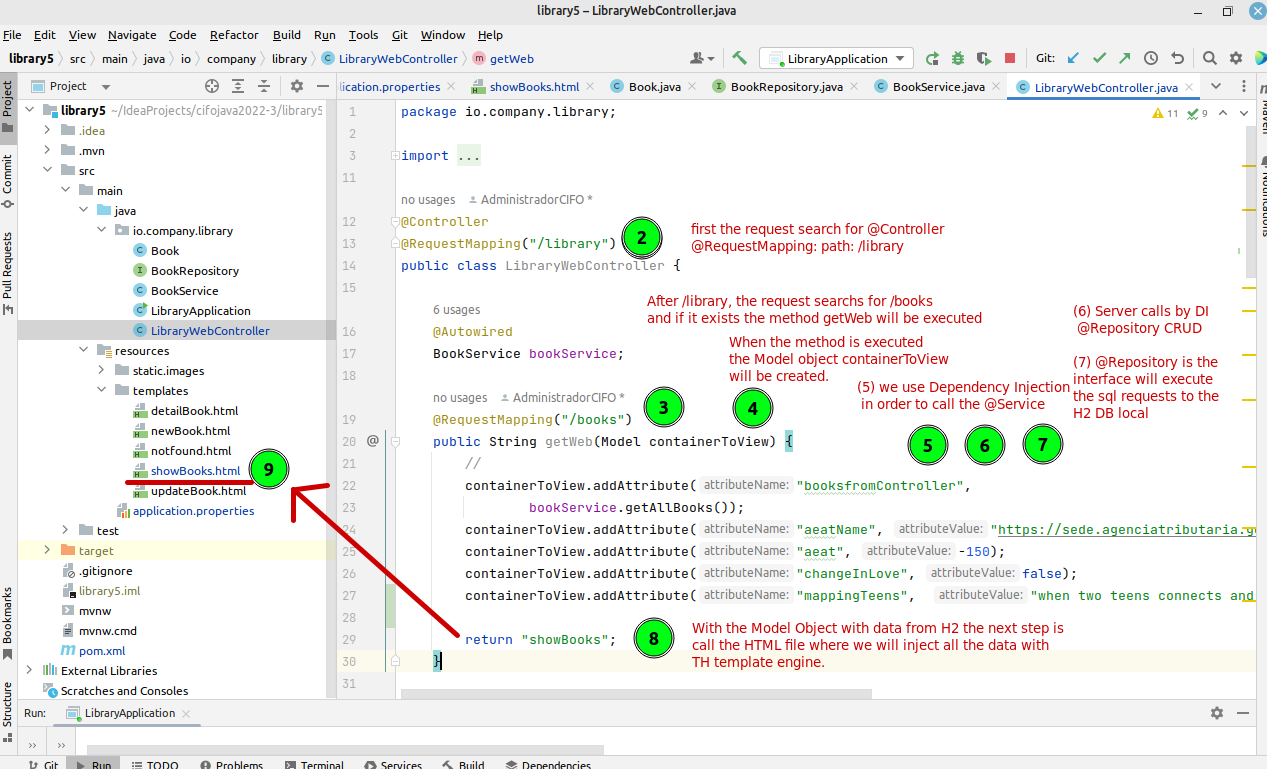 library5 – LibraryWebController.java
File Edit View Navigate Code Refactor Build Run Tools Git Window Help
library5 src main java io company library LibraryWebController getWeb
LibraryApplication Git:
Project
lication.properties showBooks.html Book.java BookRepository.java BookService.java LibraryWebController.java
Project
Commit
Pull Requests
Bookmarks
Structure
library5 ~/IdeaProjects/cifojava2022-3/library5
.idea
.mvn
src
main
java
io.company.library
Book
BookRepository
BookService
LibraryApplication
LibraryWebController
resources
static.images
templates
detailBook.html
newBook.html
notfound.html
showBooks.html 9
updateBook.html
application.properties
test
target
.gitignore
library5.iml
mvnw
mvnw.cmd
pom.xml
External Libraries
Scratches and Consoles
11 9
1 package io.company.library;
2
3 import ...
11
no usages AdministradorCIFO *
12 @Controller
13 @RequestMapping("/library") 2
first the request search for @Controller
@RequestMapping: path: /library
14 public class LibraryWebController {
15
After /library, the request searchs for /books
and if it exists the method getWeb will be executed
6 usages
16 @Autowired
17 BookService bookService;
18
When the method is executed
the Model object containerToView
will be created.
(5) we use Dependency Injection
in order to call the @Service
(6) Server calls by DI
@Repository CRUD
(7) @Repository is the
interface will execute
the sql requests to the
H2 DB local
no usages AdministradorCIFO *
3 4
19 @RequestMapping("/books")
20 @ public String getWeb(Model containerToView) {
5 6 7
21 //
22 containerToView.addAttribute( attributeName: "booksfromController",
23 bookService.getAllBooks());
24 containerToView.addAttribute( attributeName: "aeatName", attributeValue: "https://sede.agenciatributaria.g
25 containerToView.addAttribute( attributeName: "aeat", attributeValue: -150);
26 containerToView.addAttribute( attributeName: "changeInLove", attributeValue: false);
27 containerToView.addAttribute( attributeName: "mappingTeens", attributeValue: "when two teens connects and
28
29 return "showBooks"; 8
With the Model Object with data from H2 the next step is
call the HTML file where we will inject all the data with
TH template engine.
30 }
31
Maven
Notifications
Run: LibraryApplication
Git Run TODO Problems Terminal Services Build Dependencies